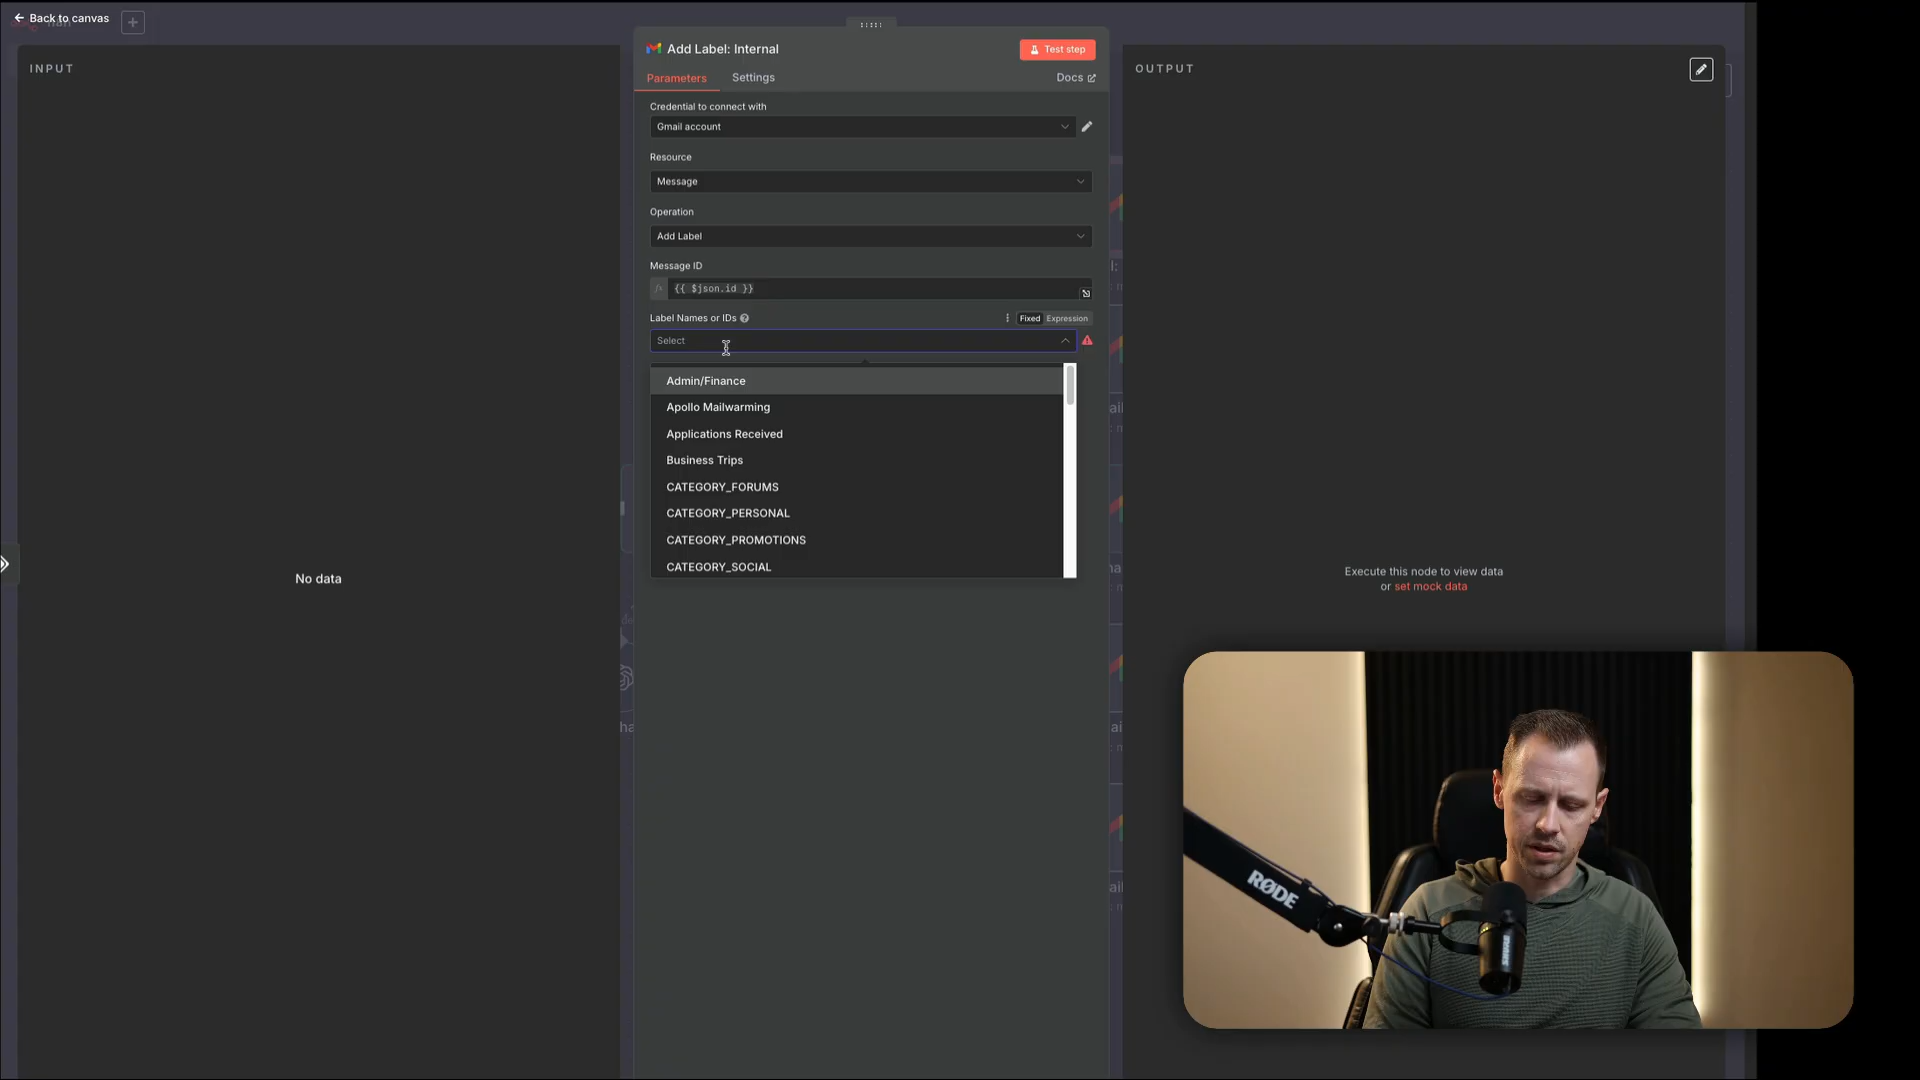 Back to canvas
INPUT
Add Label: Internal
Test step
Parameters
Settings
Docs
OUTPUT
Credential to connect with
Gmail account
Resource
Message
Operation
Add Label
Message ID
fx {{ $json.id }}
Label Names or IDs
Fixed
Expression
Select
Admin/Finance
Apollo Mailwarming
Applications Received
Business Trips
CATEGORY_FORUMS
CATEGORY_PERSONAL
CATEGORY_PROMOTIONS
CATEGORY_SOCIAL
No data
Execute this node to view data
or set mock data
RØDE
SHURE